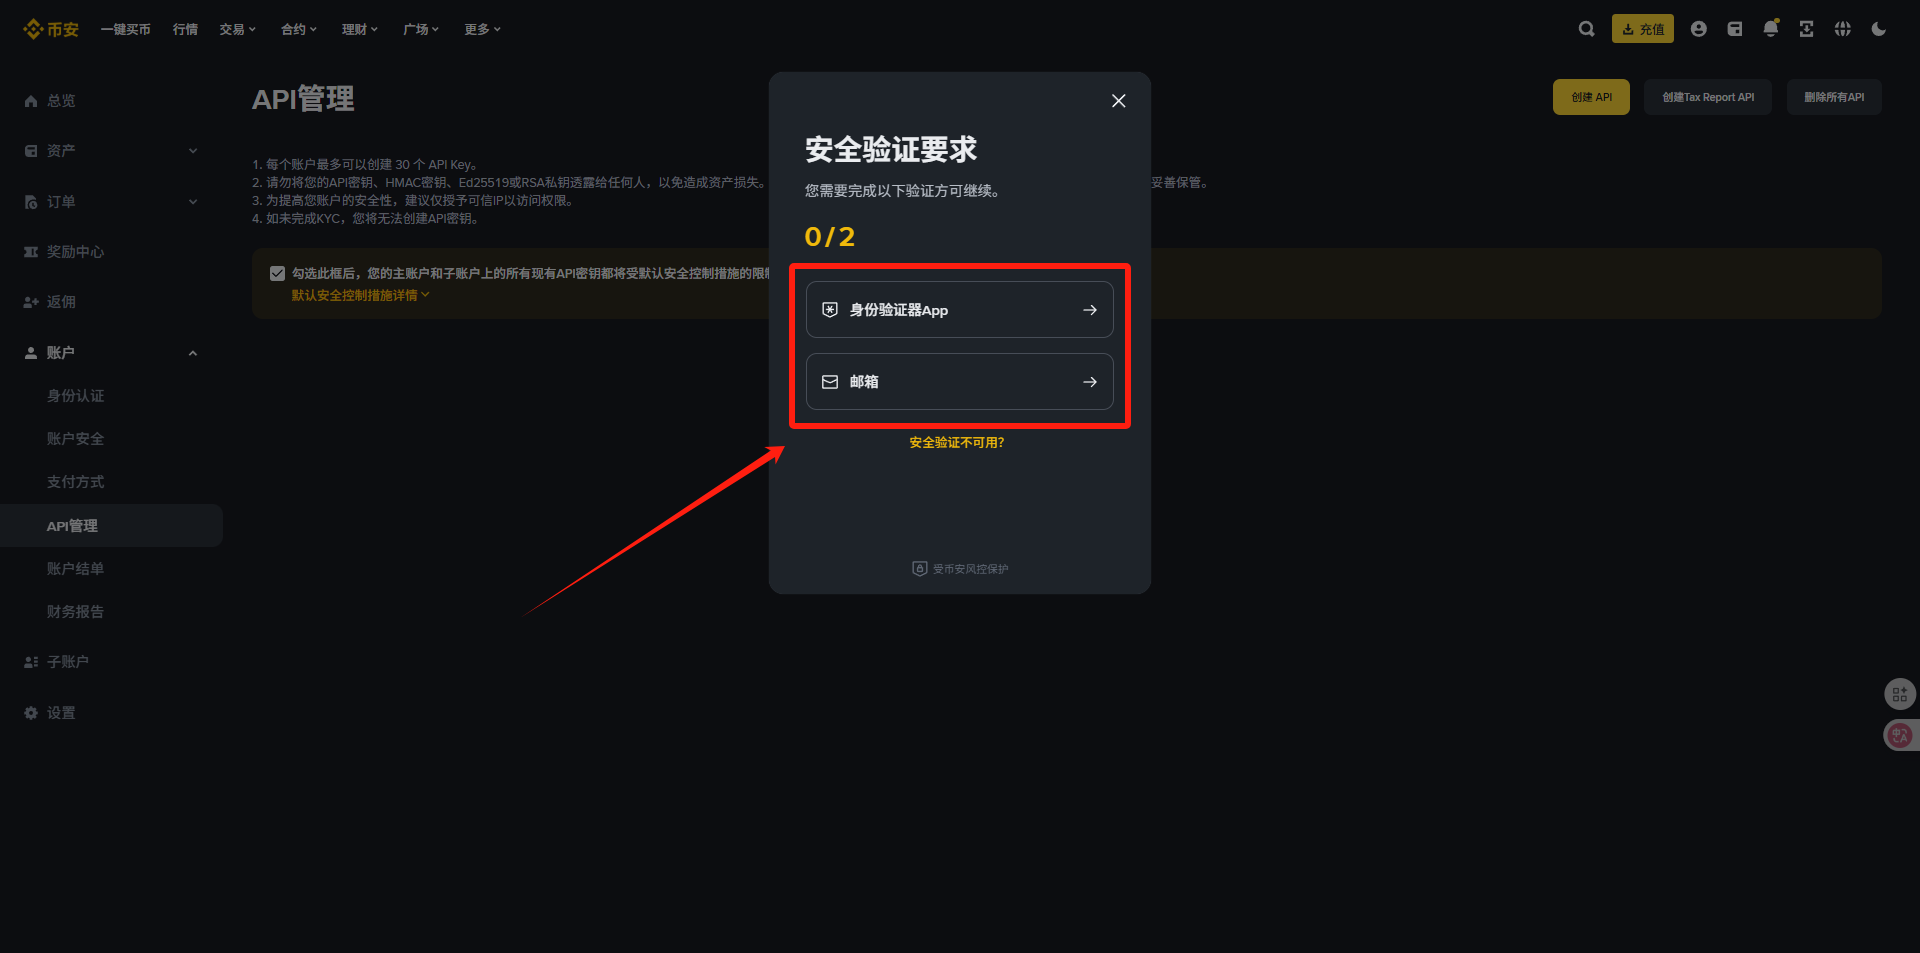 币安 一键买币 行情 交易 合约 理财 广场 更多 充值
总览
资产
订单
奖励中心
返佣
账户
身份认证
账户安全
支付方式
API管理
账户结单
财务报告
子账户
设置
API管理
创建 API 创建Tax Report API 删除所有API
1. 每个账户最多可以创建 30 个 API Key。
2. 请勿将您的API密钥、HMAC密钥、Ed25519或RSA私钥透露给任何人，以免造成资产损失。 妥善保管。
3. 为提高您账户的安全性，建议仅授予可信IP以访问权限。
4. 如未完成KYC，您将无法创建API密钥。
勾选此框后，您的主账户和子账户上的所有现有API密钥都将受默认安全控制措施的限
默认安全控制措施详情
安全验证要求
您需要完成以下验证方可继续。
0/2
身份验证器App
邮箱
安全验证不可用?
受币安风控保护